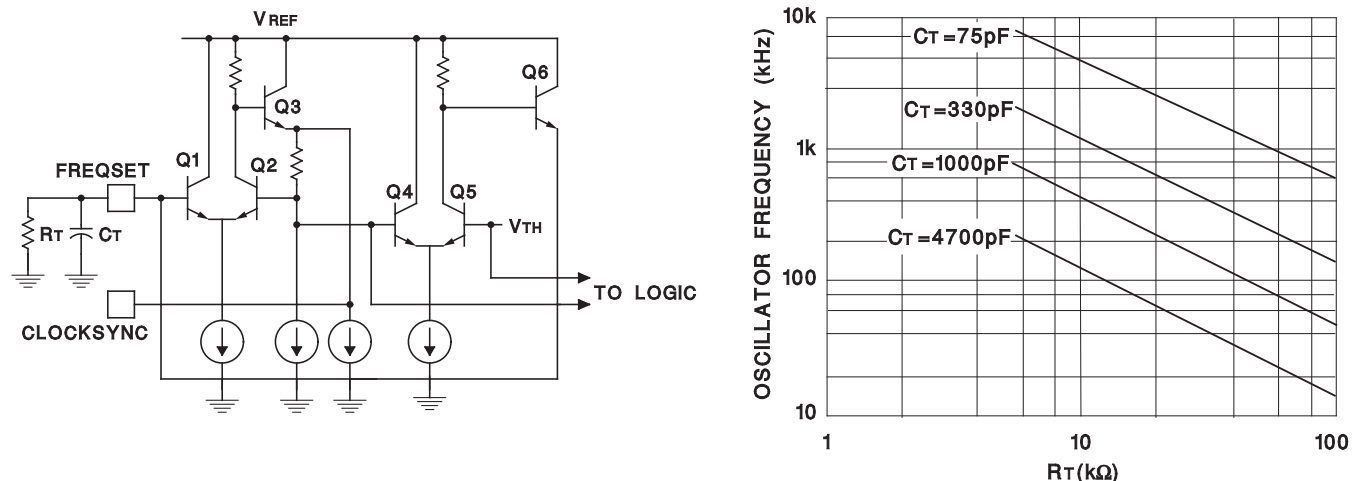 VREF
Q3
Q6
FREQSET
Q1
Q2
Q4
Q5
RT
CT
VTH
TO LOGIC
CLOCKSYNC
OSCILLATOR FREQUENCY (kHz)
10k
1k
100
10
CT=75pF
CT=330pF
CT=1000pF
CT=4700pF
1
10
100
RT(kΩ)